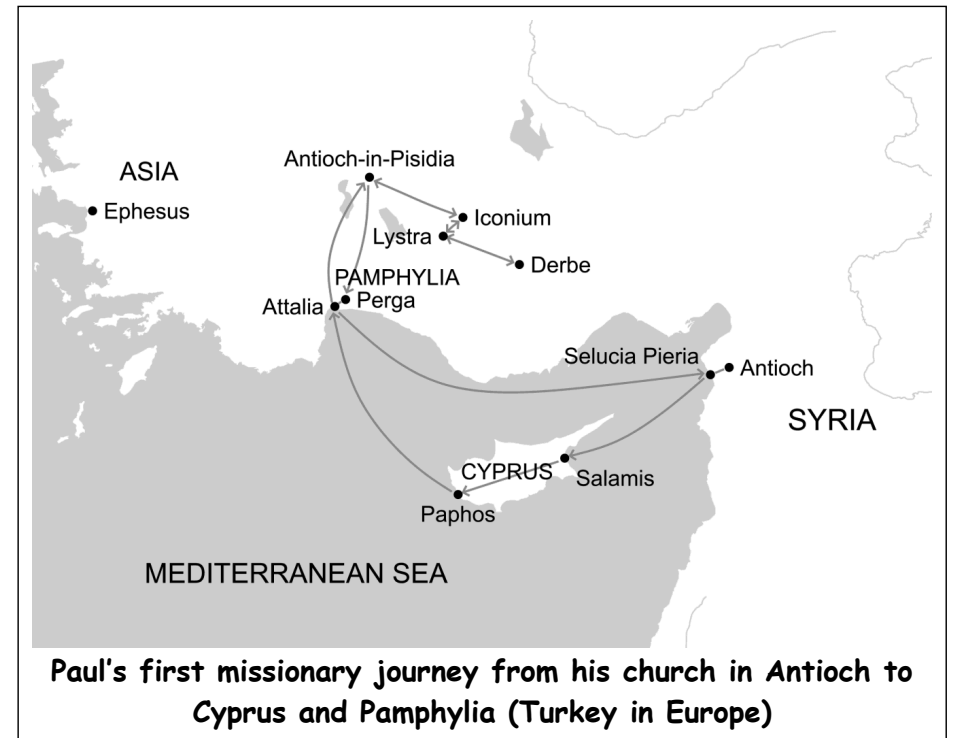 Antioch-in-Pisidia
ASIA
Ephesus
Iconium
Lystra
Derbe
PAMPHYLIA
Attalia
Perga
Selucia Pieria
Antioch
SYRIA
CYPRUS
Salamis
Paphos
MEDITERRANEAN SEA
Paul's first missionary journey from his church in Antioch to
Cyprus and Pamphylia (Turkey in Europe)